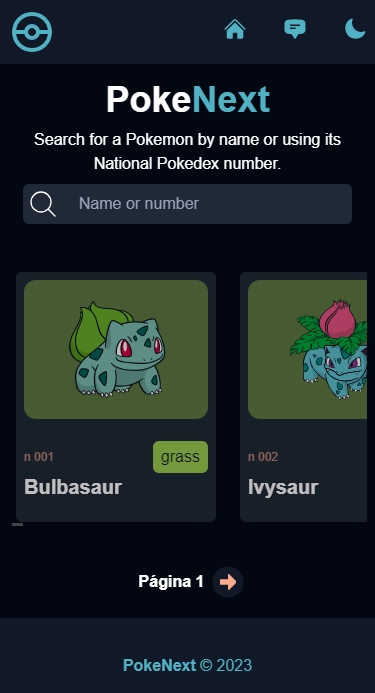 PokeNext
Search for a Pokemon by name or using its
National Pokedex number.
Name or number
n 001
grass
Bulbasaur
n 002
Ivysaur
Página 1
PokeNext © 2023